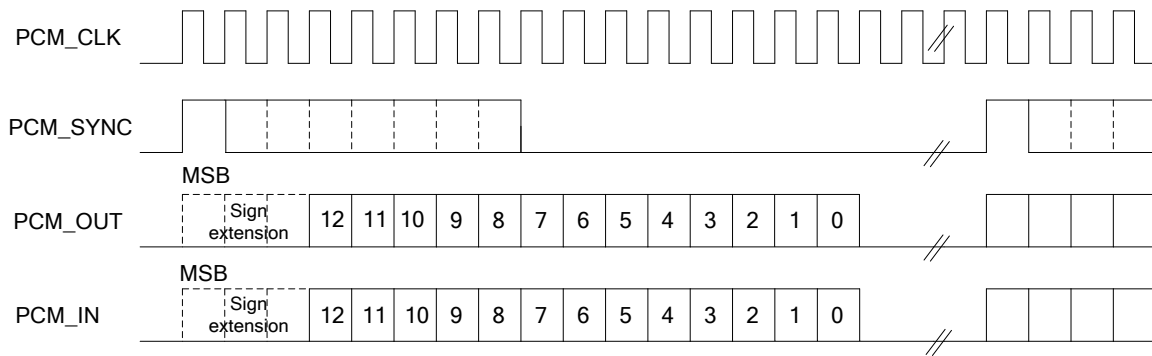 PCM_CLK
PCM_SYNC
MSB
PCM_OUT
Sign
extension
12 11 10 9 8 7 6 5 4 3 2 1 0
MSB
PCM_IN
Sign
extension
12 11 10 9 8 7 6 5 4 3 2 1 0